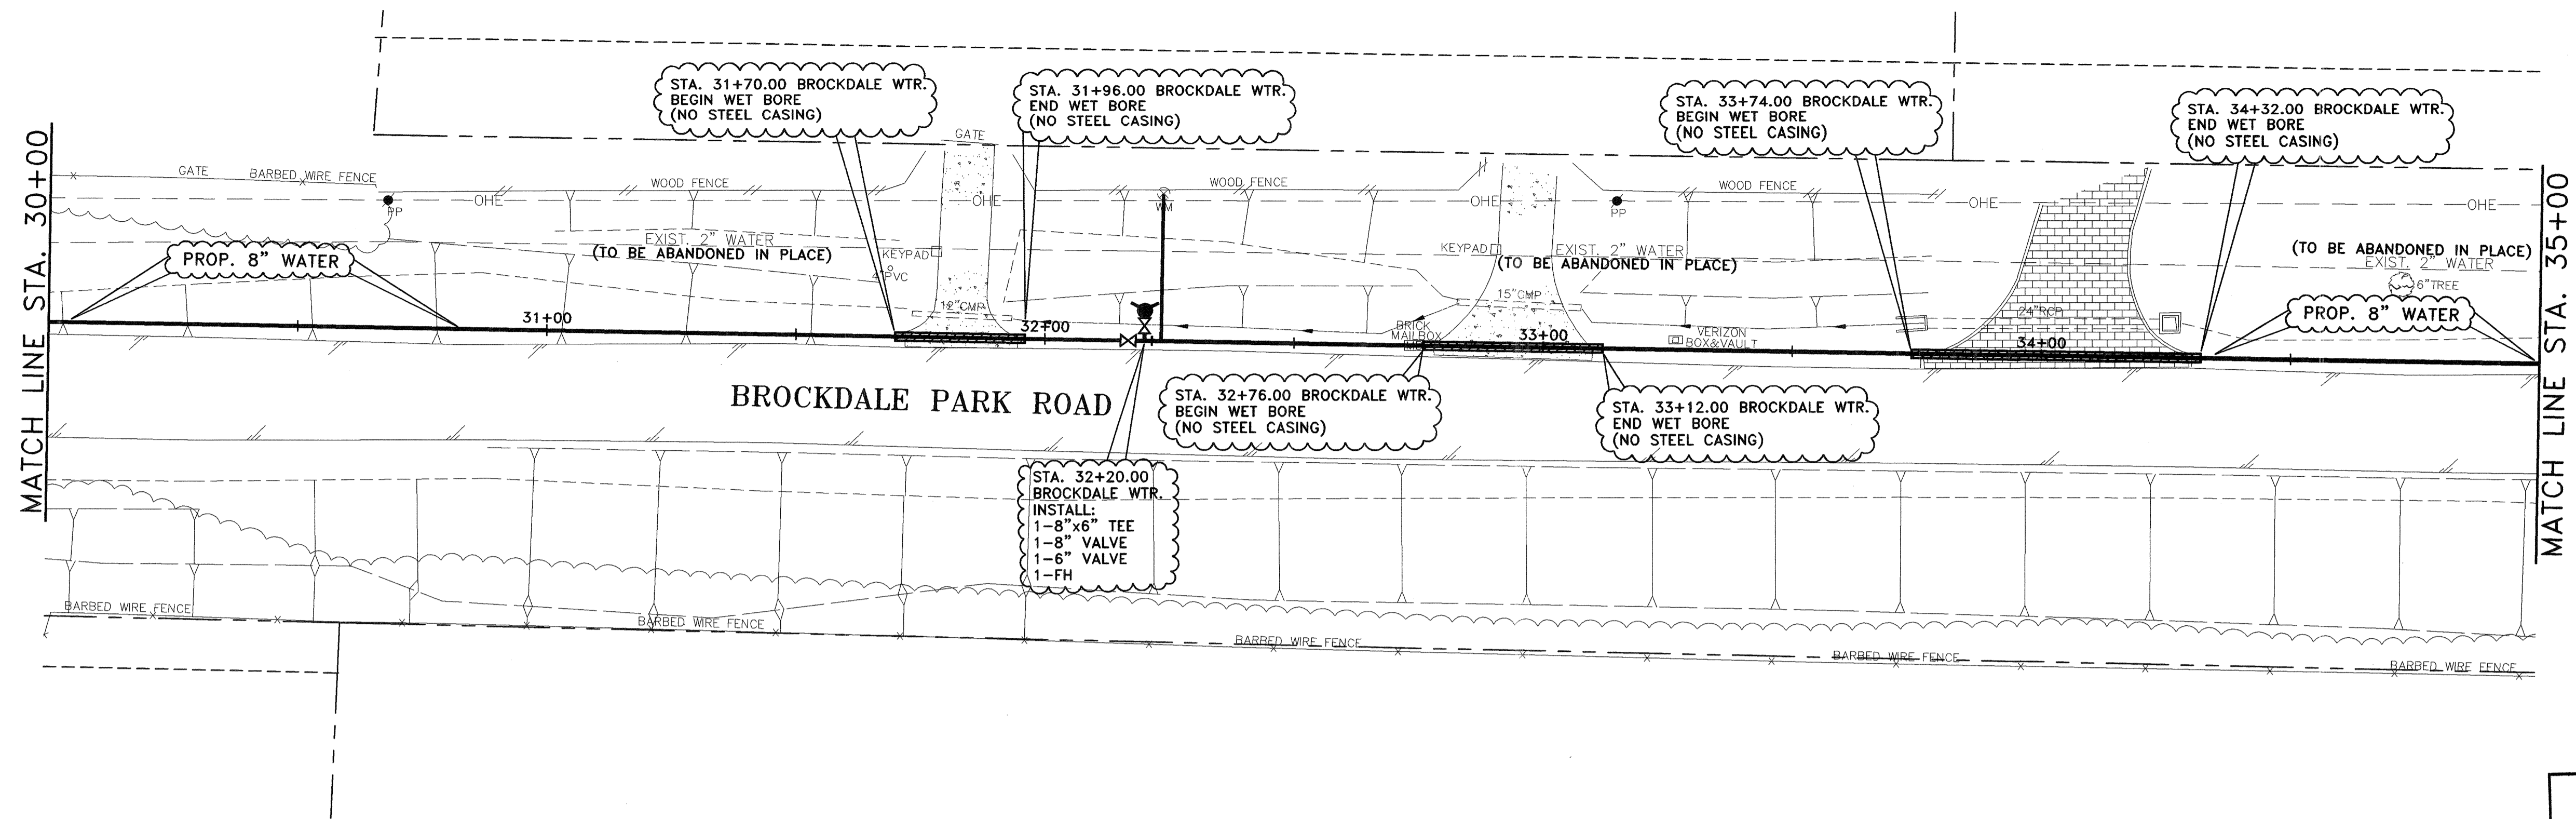 MATCH LINE STA. 30+00
STA. 31+70.00 BROCKDALE WTR.
BEGIN WET BORE
(NO STEEL CASING)
STA. 31+96.00 BROCKDALE WTR.
END WET BORE
(NO STEEL CASING)
STA. 33+74.00 BROCKDALE WTR.
BEGIN WET BORE
(NO STEEL CASING)
STA. 34+32.00 BROCKDALE WTR.
END WET BORE
(NO STEEL CASING)
GATE
GATE
BARBED WIRE FENCE
WOOD FENCE
WOOD FENCE
WOOD FENCE
PP
OHE
OHE
WM
OHE
PP
OHE
OHE
PROP. 8" WATER
EXIST. 2" WATER
(TO BE ABANDONED IN PLACE)
KEYPAD
4"PVC
12"CMP
KEYPAD
EXIST. 2" WATER
(TO BE ABANDONED IN PLACE)
15"CMP
(TO BE ABANDONED IN PLACE)
EXIST. 2" WATER
6"TREE
24"RCP
PROP. 8" WATER
31+00
32+00
BRICK
MAILBOX
33+00
VERIZON
BOX&VAULT
34+00
BROCKDALE PARK ROAD
STA. 32+76.00 BROCKDALE WTR.
BEGIN WET BORE
(NO STEEL CASING)
STA. 33+12.00 BROCKDALE WTR.
END WET BORE
(NO STEEL CASING)
STA. 32+20.00
BROCKDALE WTR.
INSTALL:
1-8"x6" TEE
1-8" VALVE
1-6" VALVE
1-FH
BARBED WIRE FENCE
BARBED WIRE FENCE
BARBED WIRE FENCE
BARBED WIRE FENCE
BARBED WIRE FENCE
MATCH LINE STA. 35+00